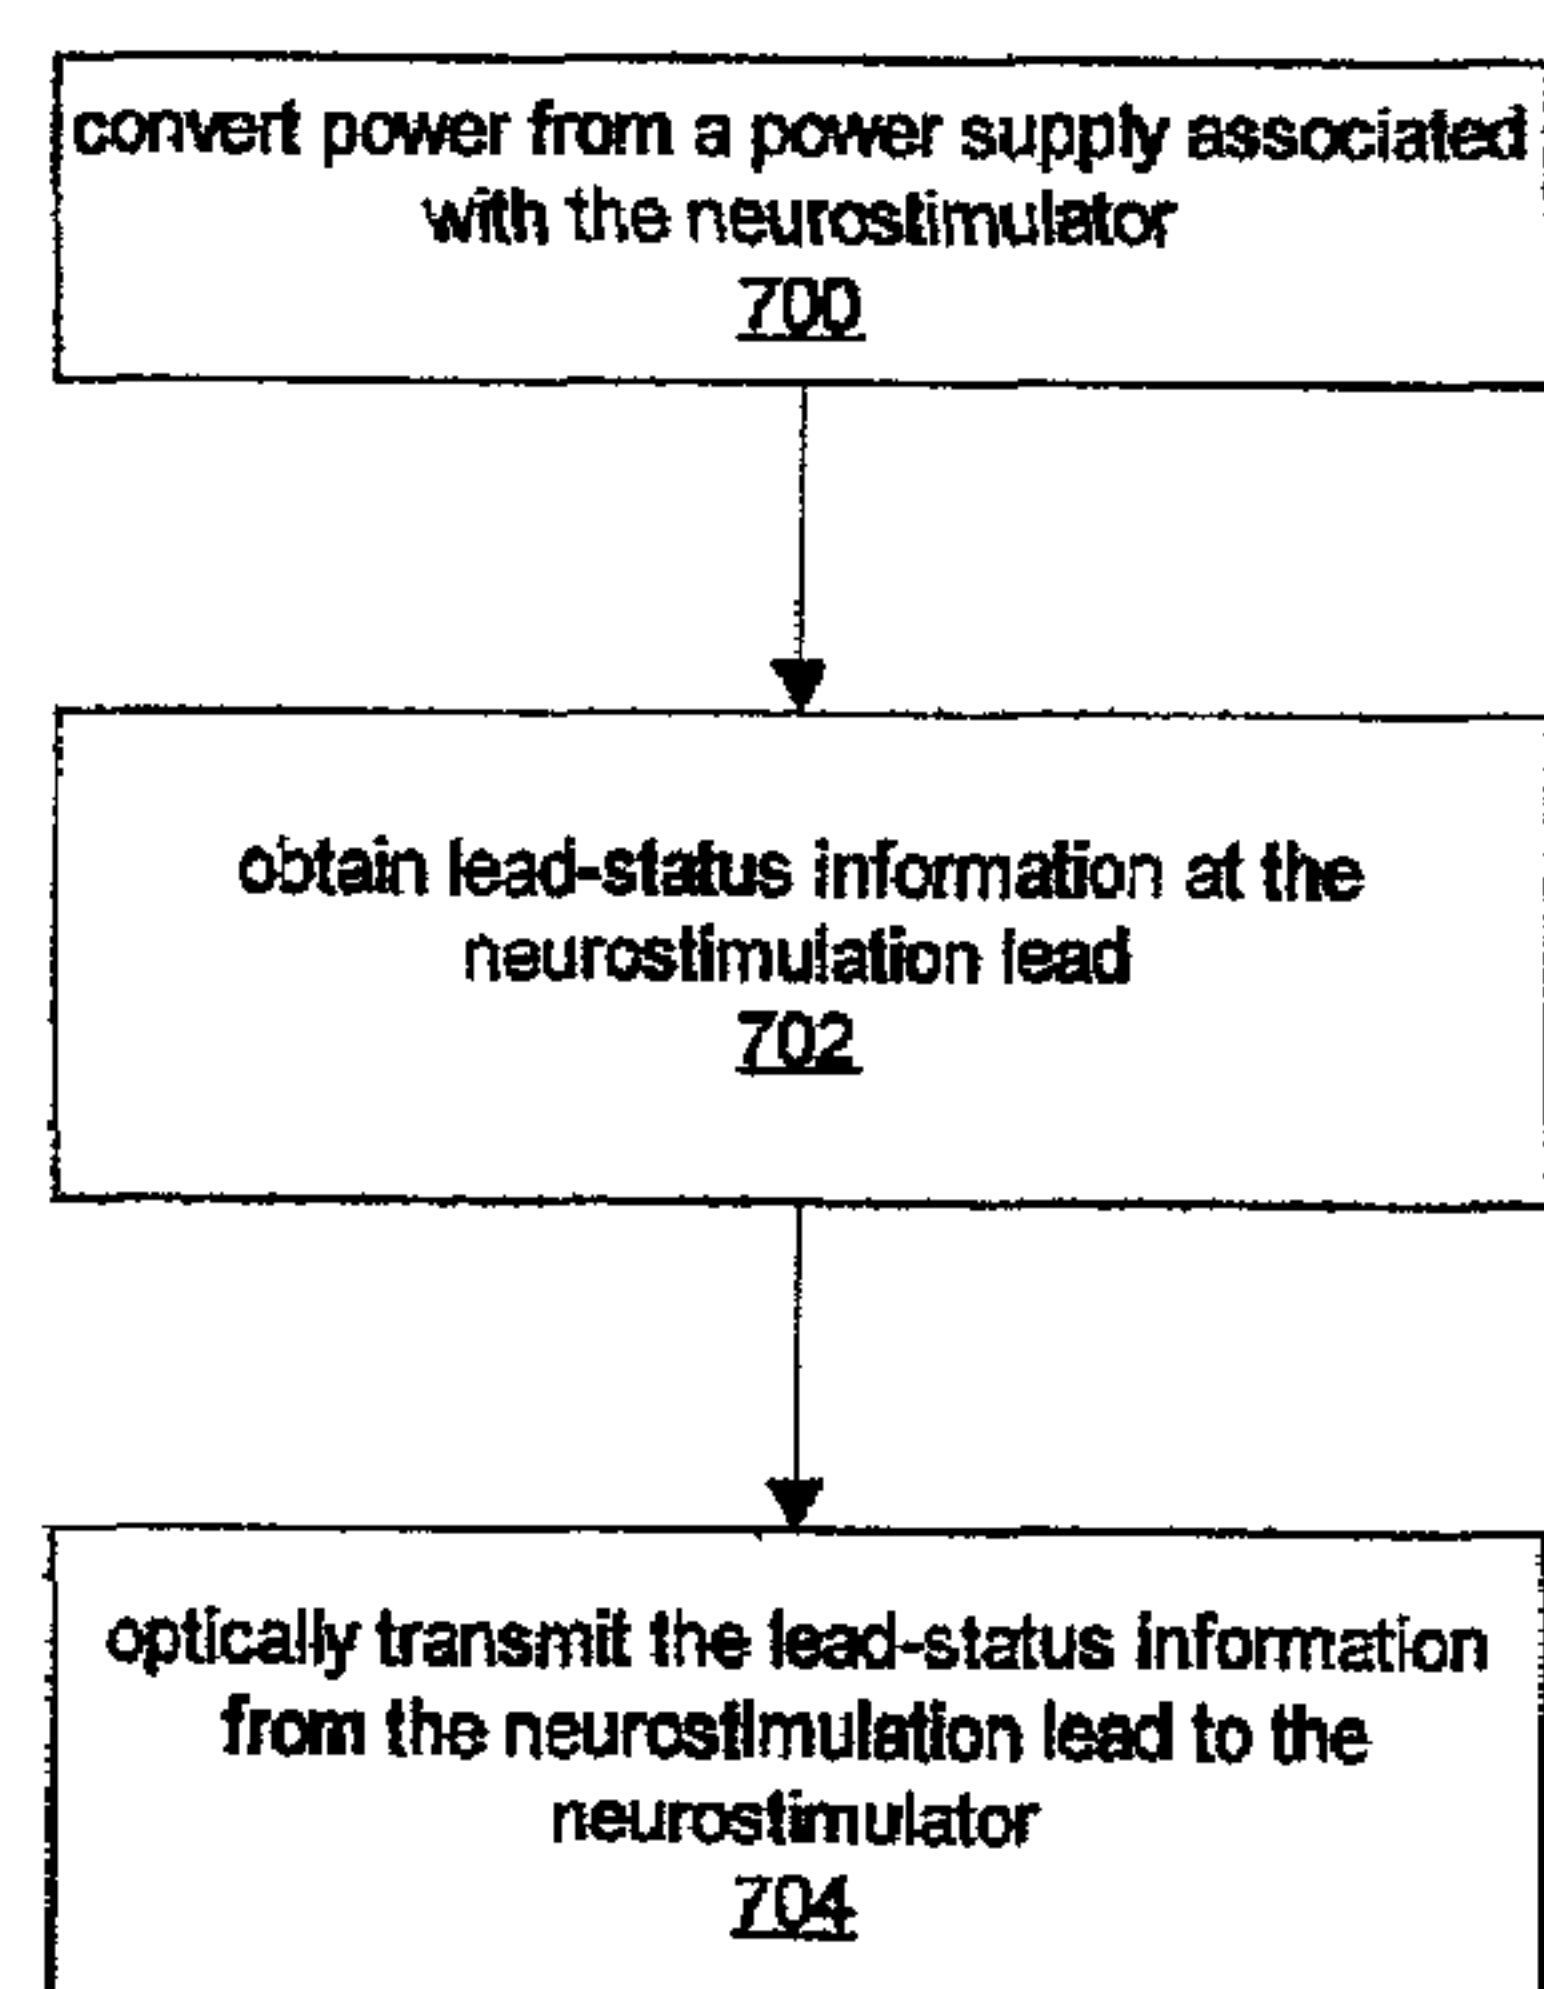 convert power from a power supply associated
with the neurostimulator
700
obtain lead-status information at the
neurostimulation lead
702
optically transmit the lead-status information
from the neurostimulation lead to the
neurostimulator
704